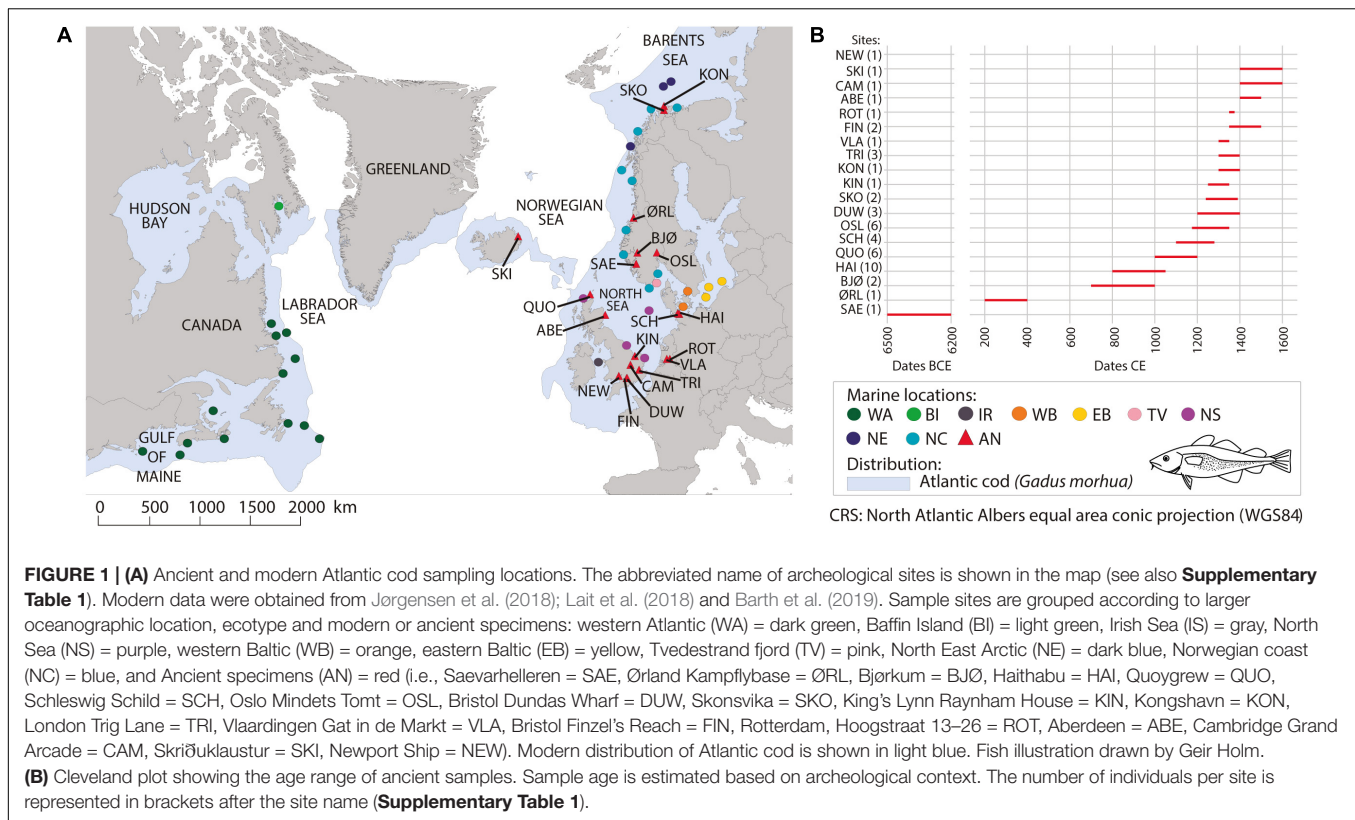 A
BARENTS
SEA
KON
SKO
GREENLAND
HUDSON
BAY
NORWEGIAN
SEA
ØRL
BJØ
OSL
SAE
SKI
LABRADOR
SEA
CANADA
QUO
NORTH
SEA
ABE
SCH
HAI
KIN
ROT
VLA
NEW
CAM
TRI
FIN
DUW
GULF
OF
MAINE
0 500 1000 1500 2000 km
B
Sites:
NEW (1)
SKI (1)
CAM (1)
ABE (1)
ROT (1)
FIN (2)
VLA (1)
TRI (3)
KON (1)
KIN (1)
SKO (2)
DUW (3)
OSL (6)
SCH (4)
QUO (6)
HAI (10)
BJØ (2)
ØRL (1)
SAE (1)
6500 6200 200 400 600 800 1000 1200 1400 1600
Dates BCE Dates CE
Marine locations:
WA BI IR WB EB TV NS
NE NC AN
Distribution:
Atlantic cod (Gadus morhua)
CRS: North Atlantic Albers equal area conic projection (WGS84)
FIGURE 1 | (A) Ancient and modern Atlantic cod sampling locations. The abbreviated name of archeological sites is shown in the map (see also Supplementary
Table 1). Modern data were obtained from Jørgensen et al. (2018); Lait et al. (2018) and Barth et al. (2019). Sample sites are grouped according to larger
oceanographic location, ecotype and modern or ancient specimens: western Atlantic (WA) = dark green, Baffin Island (BI) = light green, Irish Sea (IS) = gray, North
Sea (NS) = purple, western Baltic (WB) = orange, eastern Baltic (EB) = yellow, Tvedestrand fjord (TV) = pink, North East Arctic (NE) = dark blue, Norwegian coast
(NC) = blue, and Ancient specimens (AN) = red (i.e., Saevarhelleren = SAE, Ørland Kampflybase = ØRL, Bjørkum = BJØ, Haithabu = HAI, Quoygrew = QUO,
Schleswig Schild = SCH, Oslo Mindets Tomt = OSL, Bristol Dundas Wharf = DUW, Skonsvika = SKO, King's Lynn Raynham House = KIN, Kongshavn = KON,
London Trig Lane = TRI, Vlaardingen Gat in de Markt = VLA, Bristol Finzel's Reach = FIN, Rotterdam, Hoogstraat 13–26 = ROT, Aberdeen = ABE, Cambridge Grand
Arcade = CAM, Skriðuklaustur = SKI, Newport Ship = NEW). Modern distribution of Atlantic cod is shown in light blue. Fish illustration drawn by Geir Holm.
(B) Cleveland plot showing the age range of ancient samples. Sample age is estimated based on archeological context. The number of individuals per site is
represented in brackets after the site name (Supplementary Table 1).